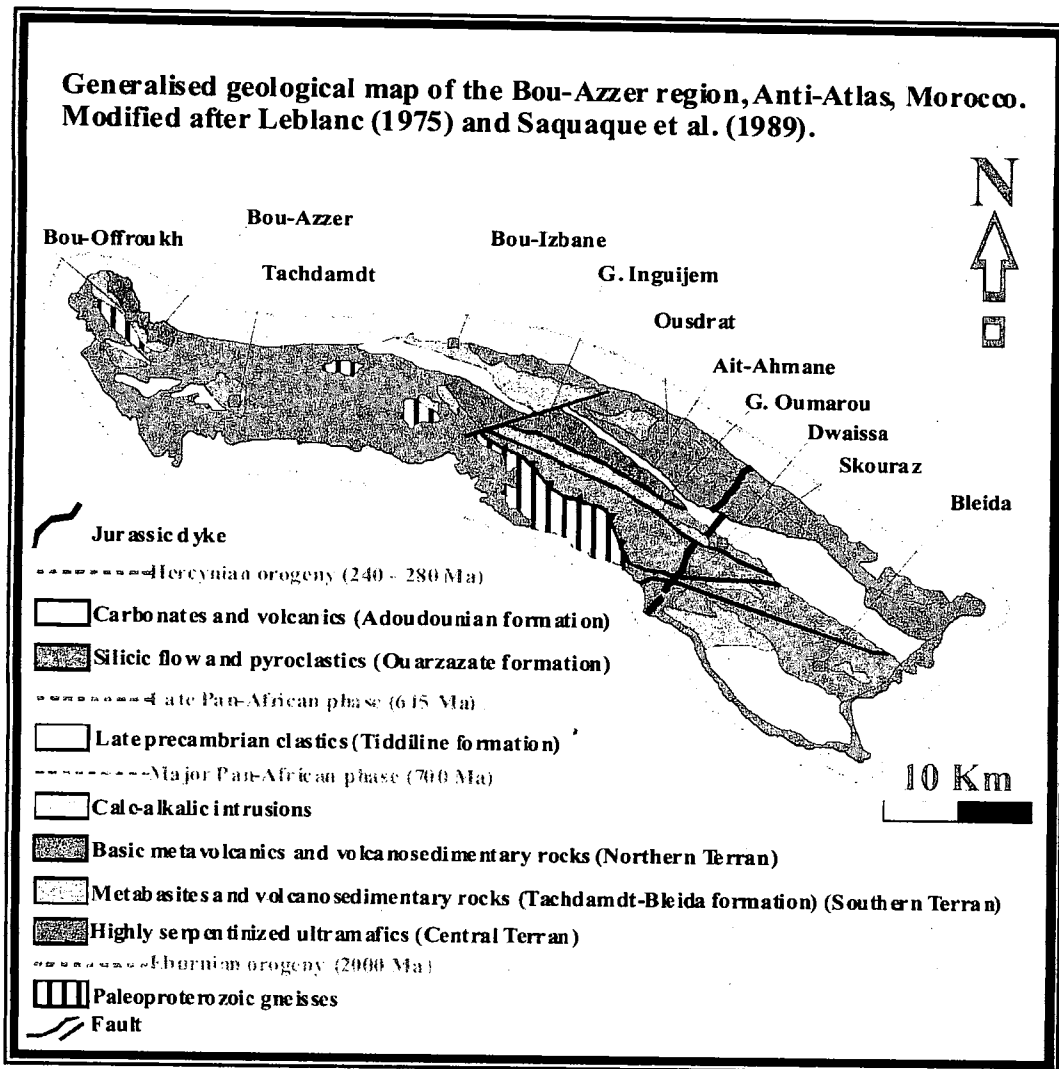 Generalised geological map of the Bou-Azzer region, Anti-Atlas, Morocco.
Modified after Leblanc (1975) and Saquaque et al. (1989).
N
Bou-Azzer
Bou-Offroukh
Bou-Izbane
Tachdamdt
G. Inguijem
Ousdrat
Ait-Ahmane
G. Oumarou
Dwaissa
Skouraz
Bleida
Jurassic dyke
Hercynian orogeny (240 - 280 Ma)
Carbonates and volcanics (Adoudounian formation)
Silicic flow and pyroclastics (Ouarzazate formation)
Late Pan-African phase (615 Ma)
Late precambrian clastics (Tiddiline formation)
Major Pan-African phase (700 Ma)
10 Km
Calc-alkalic intrusions
Basic metavolcanics and volcanosedimentary rocks (Northern Terran)
Metabasites and volcanosedimentary rocks (Tachdamdt-Bleida formation) (Southern Terran)
Highly serpentinized ultramafics (Central Terran)
Eburnian orogeny (2000 Ma)
Paleoproterozoic gneisses
Fault